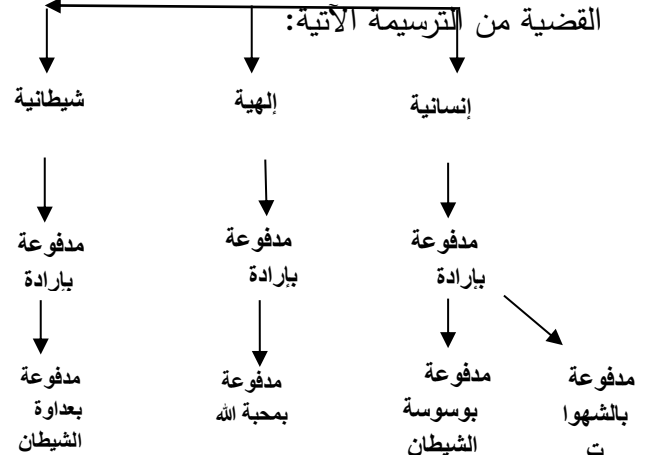 القضية من الترسيمة الآتية:
إنسانية
إلهية
شيطانية
مدفوعة
بإرادة
مدفوعة
بإرادة
مدفوعة
بإرادة
مدفوعة
بالشهوا
ت
مدفوعة
بوسوسة
الشيطان
مدفوعة
بمحبة الله
مدفوعة
بعداوة
الشيطان